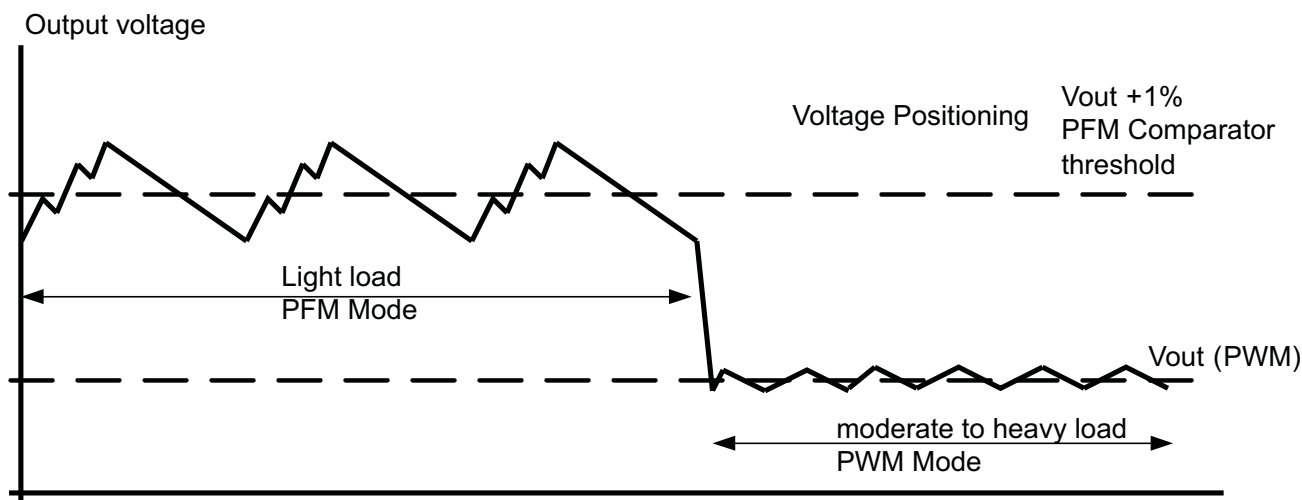 Output voltage
Voltage Positioning
Vout +1%
PFM Comparator
threshold
Light load
PFM Mode
Vout (PWM)
moderate to heavy load
PWM Mode